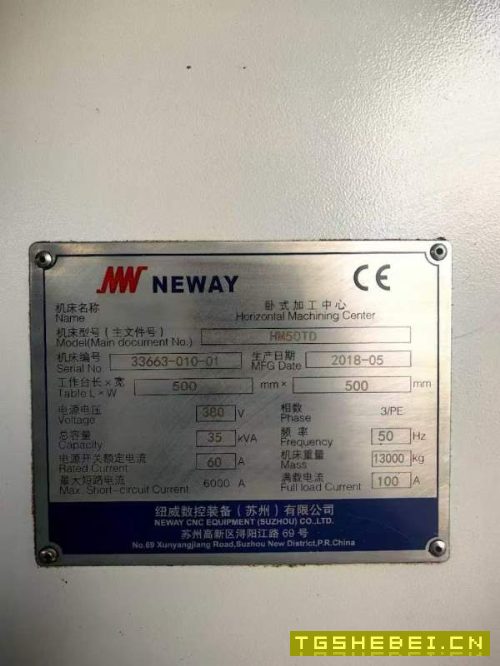 NEWAY CE
机床名称 卧式加工中心
Name Horizontal Machining Center
机床型号(主文件号) HM50TD
Model(Main document No.)
机床编号 33663-010-01 生产日期 2018-05
Serial No MFG Date
工作台长×宽 500 mm× 500 mm
Table L×W
电源电压 380 V 相数 3/PE
Voltage Phase
总容量 35 kVA 频率 50 Hz
Capacity Frequency
电源开关额定电流 60 A 机床重量 13000 kg
Rated Current Mass
最大短路电流 6000 A 满载电流 100 A
Max. Short-circuit Current Full load Current
纽威数控装备(苏州)有限公司
NEWAY CNC EQUIPMENT (SUZHOU) CO.,LTD.
苏州高新区浔阳江路 69 号
No.69 Xunyangjiang Road,Suzhou New District,P.R.China
TGSHEBEI.CN